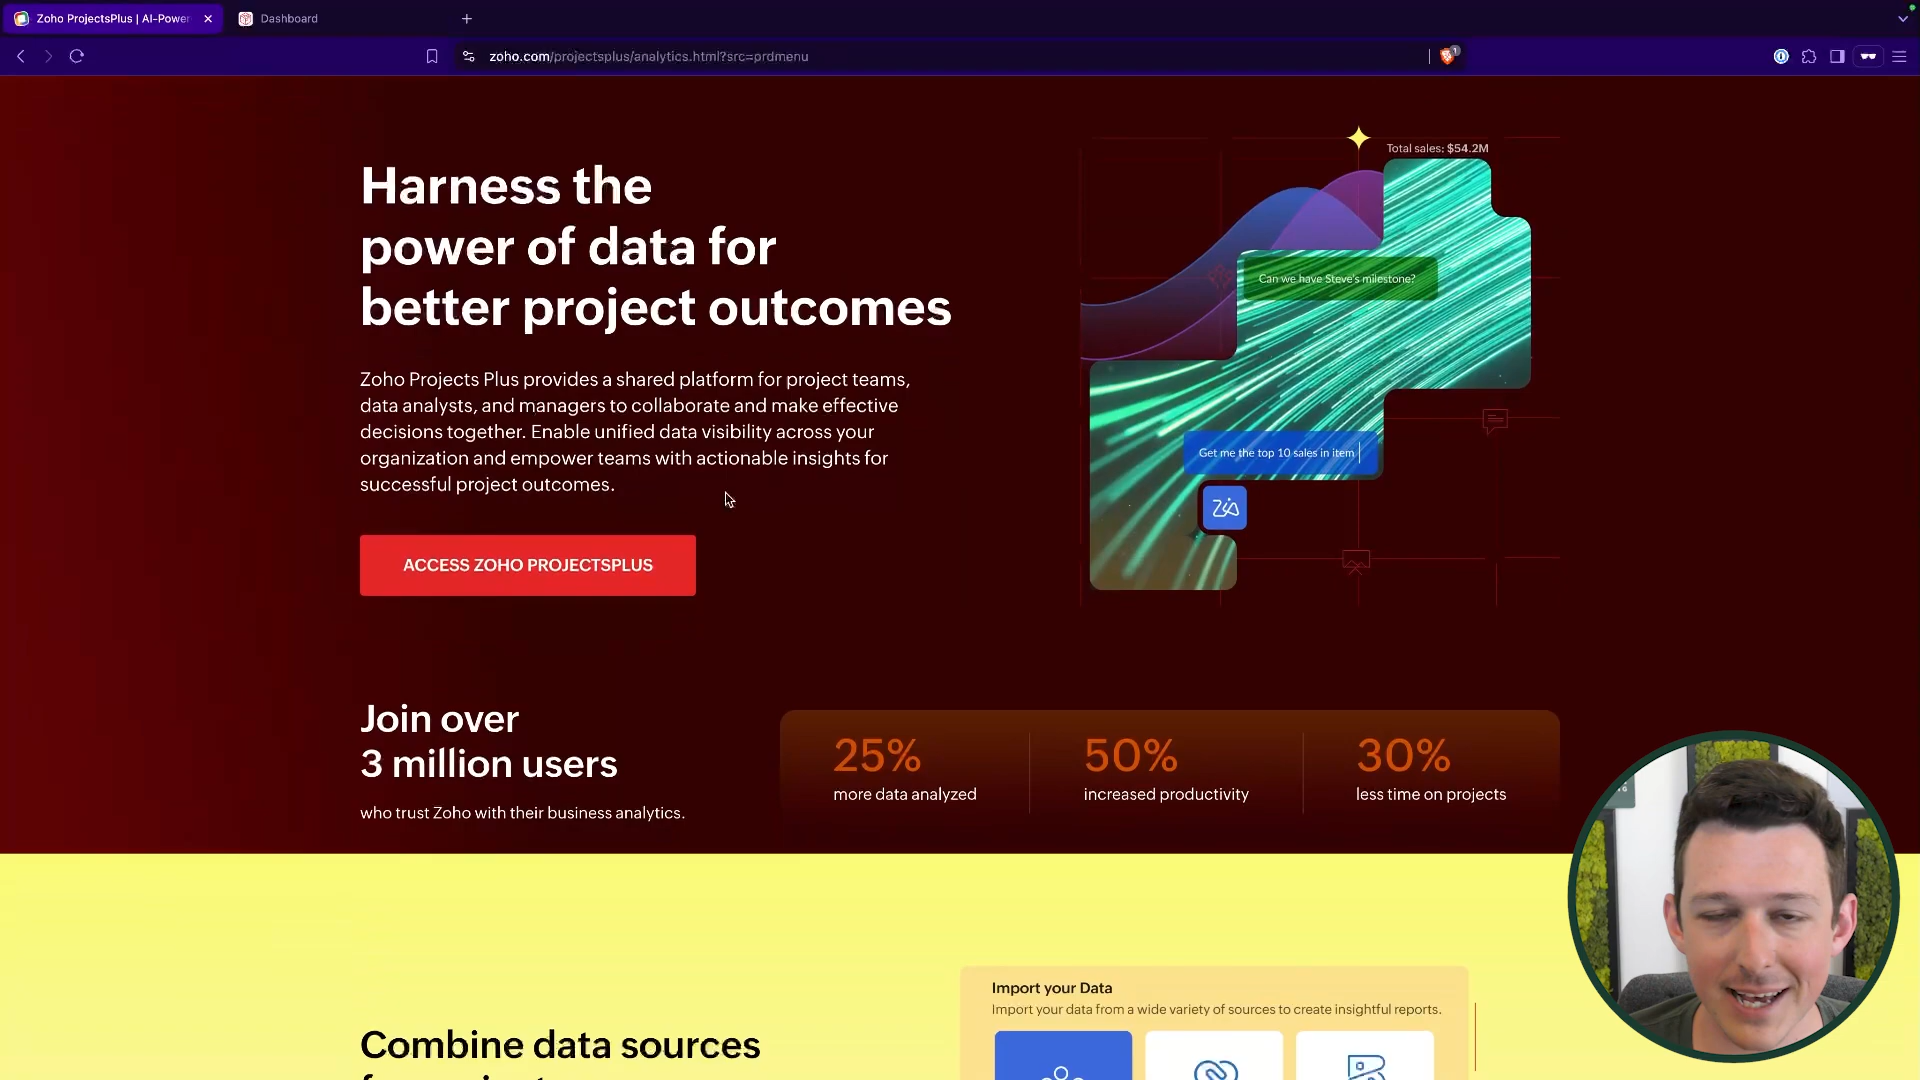 Zoho ProjectsPlus | AI-Power
Dashboard
zoho.com/projectsplus/analytics.html?src=prdmenu
1
Harness the
power of data for
better project outcomes
Zoho Projects Plus provides a shared platform for project teams,
data analysts, and managers to collaborate and make effective
decisions together. Enable unified data visibility across your
organization and empower teams with actionable insights for
successful project outcomes.
ACCESS ZOHO PROJECTSPLUS
Total sales: $54.2M
Can we have Steve's milestone?
Get me the top 10 sales in item
Zia
Join over
3 million users
who trust Zoho with their business analytics.
25%
more data analyzed
50%
increased productivity
30%
less time on projects
Combine data sources
Import your Data
Import your data from a wide variety of sources to create insightful reports.